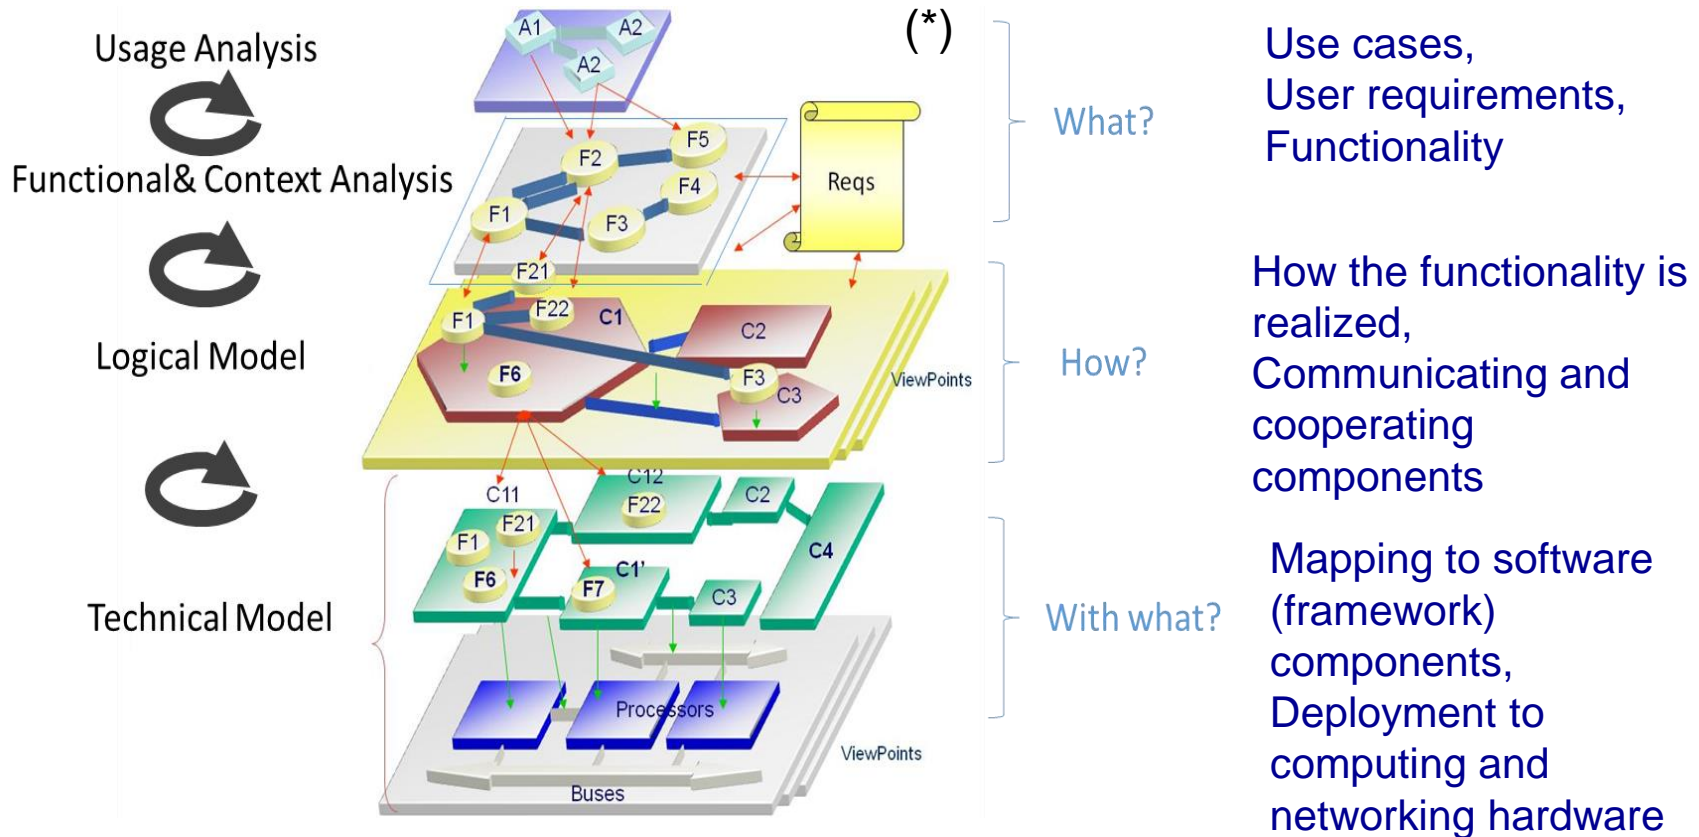 Usage Analysis
Functional& Context Analysis
Logical Model
Technical Model
A1
A2
A2
(*)
F2
F5
F4
F1
F3
Reqs
F21
F1
F22
C1
C2
F6
F3
C3
ViewPoints
C11
C12
F22
C2
F21
F1
F6
C1'
F7
C3
C4
Processors
Buses
ViewPoints
What?
How?
With what?
Use cases,
User requirements,
Functionality
How the functionality is
realized,
Communicating and
cooperating
components
Mapping to software
(framework)
components,
Deployment to
computing and
networking hardware